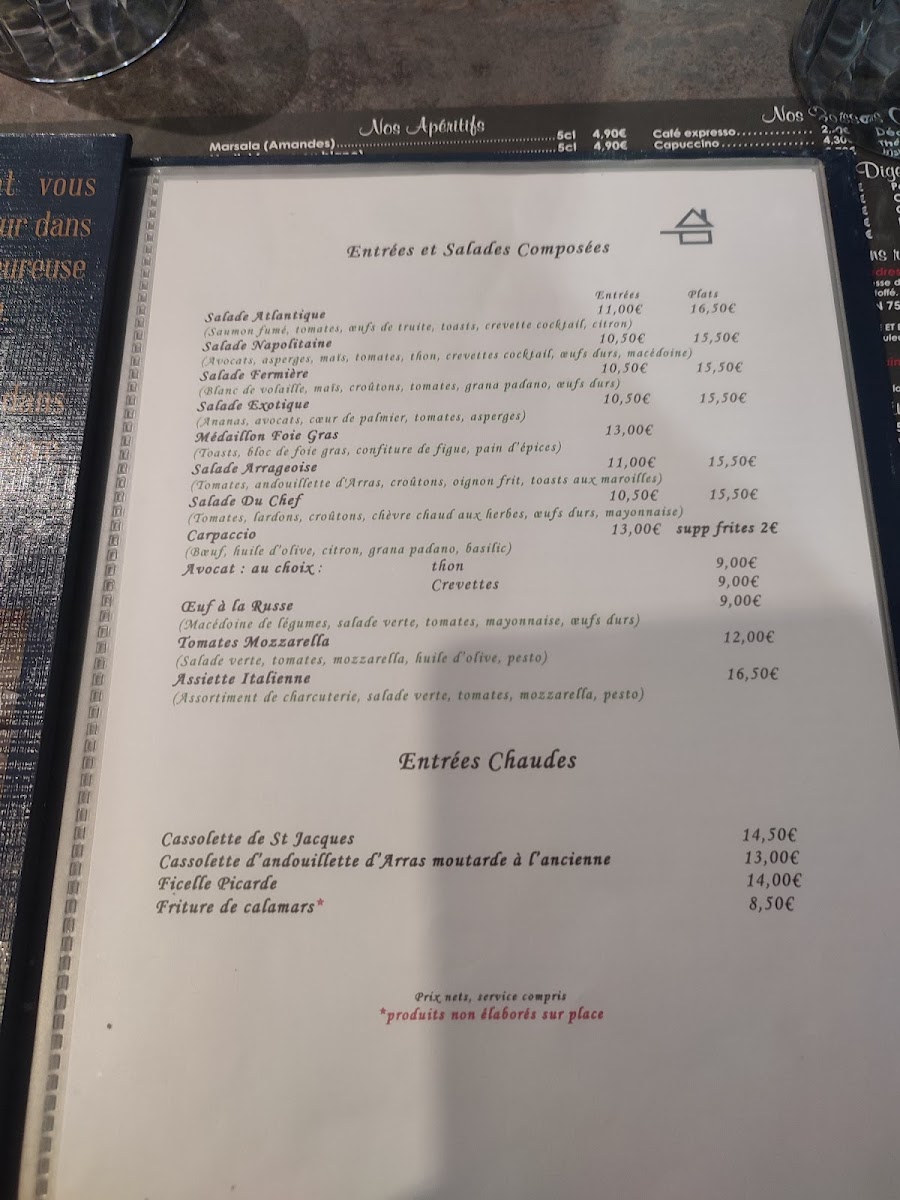 Nos Apéritifs
Marsala (Amandes) 5cl 4,90€
5cl 4,90€
Nos
Café expresso
Capuccino 4,30
vous
dans
Entrées et Salades Composées
Entrées Plats
Salade Atlantique 11,00€ 16,50€
(Saumon fumé, tomates, œufs de truite, toasts, crevette cocktail, citron)
Salade Napolitaine 10,50€ 15,50€
(Avocats, asperges, maïs, tomates, thon, crevettes cocktail, œufs durs, macédoine)
Salade Fermière 10,50€ 15,50€
(Blanc de volaille, maïs, croûtons, tomates, grana padano, œufs durs)
Salade Exotique 10,50€ 15,50€
(Ananas, avocats, cœur de palmier, tomates, asperges)
Médaillon Foie Gras 13,00€
(Toasts, bloc de foie gras, confiture de figue, pain d'épices)
Salade Arrageoise 11,00€ 15,50€
(Tomates, andouillette d'Arras, croûtons, oignon frit, toasts aux maroilles)
Salade Du Chef 10,50€ 15,50€
(Tomates, lardons, croûtons, chèvre chaud aux herbes, œufs durs, mayonnaise)
Carpaccio 13,00€ supp frites 2€
(Bœuf, huile d'olive, citron, grana padano, basilic)
Avocat : au choix : thon 9,00€
Crevettes 9,00€
Œuf à la Russe 9,00€
(Macédoine de légumes, salade verte, tomates, mayonnaise, œufs durs)
Tomates Mozzarella 12,00€
(Salade verte, tomates, mozzarella, huile d'olive, pesto)
Assiette Italienne 16,50€
(Assortiment de charcuterie, salade verte, tomates, mozzarella, pesto)
Entrées Chaudes
Cassolette de St Jacques 14,50€
Cassolette d'andouillette d'Arras moutarde à l'ancienne 13,00€
Ficelle Picarde 14,00€
Friture de calamars* 8,50€
Prix nets, service compris
*produits non élaborés sur place